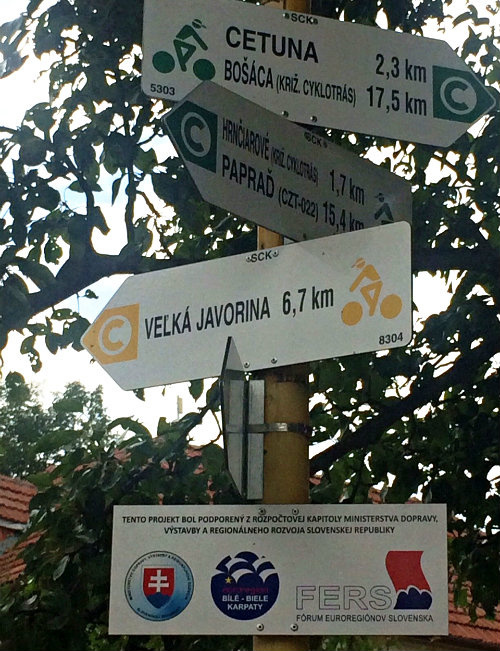 SCK
CETUNA 2,3 km
BOŠÁCA (KRIŽ. CYKLOTRÁS) 17,5 km
5303
C
C
SCK
HRNČIAROVÉ (KRIŽ. CYKLOTRÁS) 1,7 km
PAPRAĎ (CZT-022) 15,4 km
SCK
C
VEĽKÁ JAVORINA 6,7 km
8304
SCK
TENTO PROJEKT BOL PODPORENÝ Z ROZPOČTOVEJ KAPITOLY MINISTERSTVA DOPRAVY,
VÝSTAVBY A REGIONÁLNEHO ROZVOJA SLOVENSKEJ REPUBLIKY
euroregion
BÍLÉ - BIELE
KARPATY
FERS
FÓRUM EUROREGIÓNOV SLOVENSKA